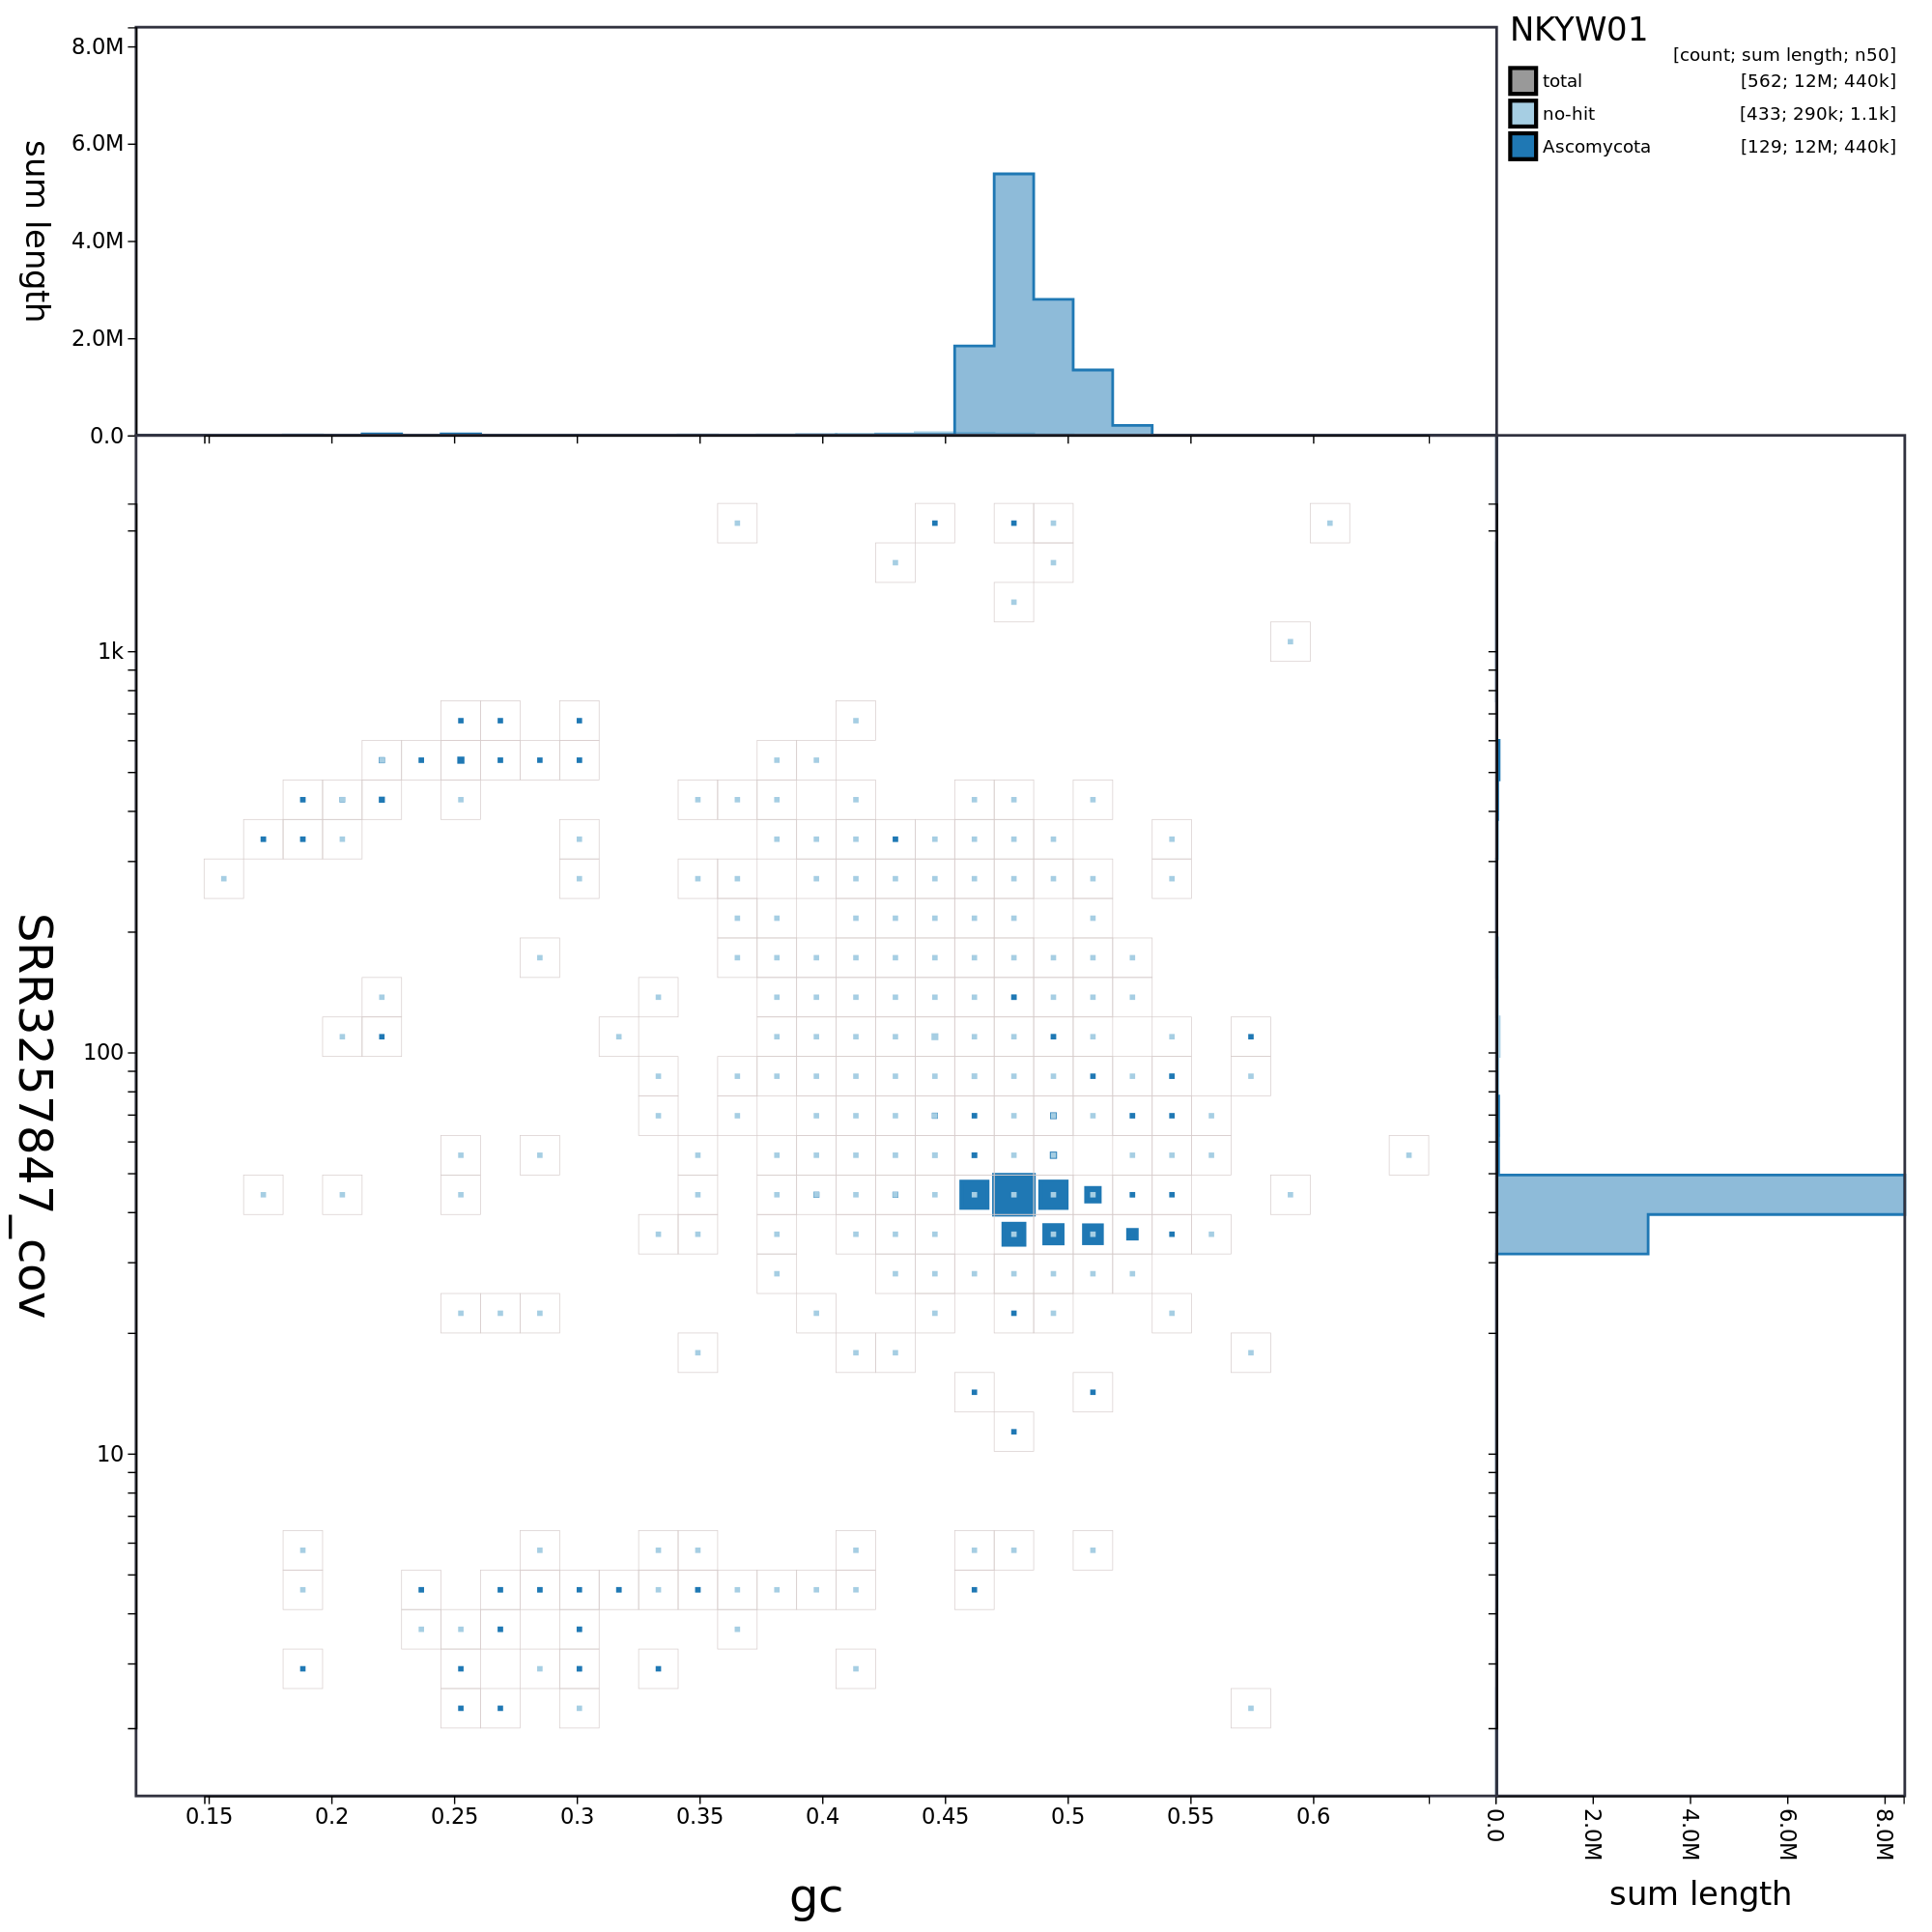 NKYW01
[count; sum length; n50]
total [562; 12M; 440k]
no-hit [433; 290k; 1.1k]
Ascomycota [129; 12M; 440k]
sum length
8.0M
6.0M
4.0M
2.0M
0.0
SRR3257847_cov
1k
100
10
0.15 0.2 0.25 0.3 0.35 0.4 0.45 0.5 0.55 0.6
gc
0.0 2.0M 4.0M 6.0M 8.0M
sum length